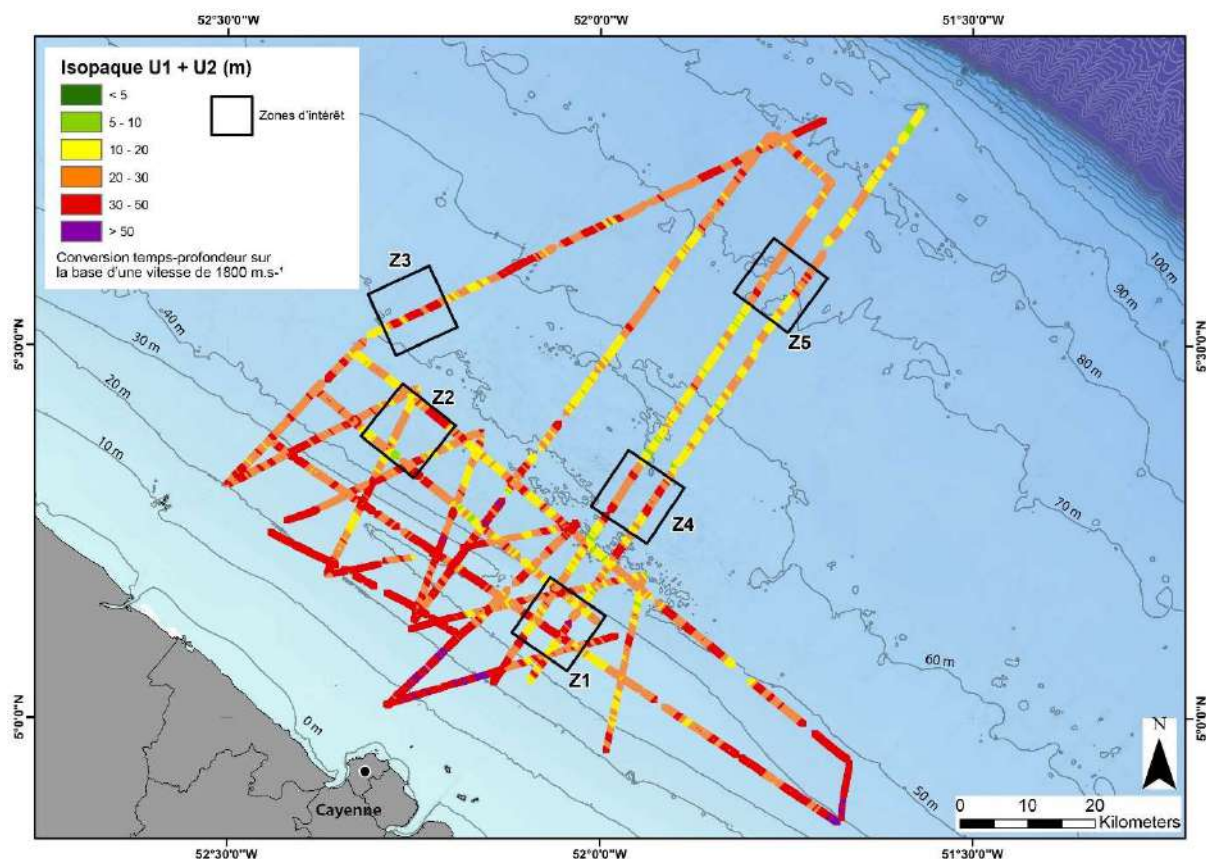 52°30'0"W
52°0'0"W
51°30'0"W
Isopaque U1 + U2 (m)
< 5
5 - 10
10 - 20
20 - 30
30 - 50
> 50
Zones d'intérêt
Conversion temps-profondeur sur
la base d'une vitesse de 1800 m.s-¹
Z3
Z5
Z2
Z4
Z1
100 m
90 m
80 m
70 m
60 m
50 m
40 m
30 m
20 m
10 m
0 m
5°30'0"N
5°0'0"N
5°3 0'0"N
5°0'0"N
Cayenne
N
0 10 20
Kilometers
52°30'0"W
52°0'0"W
51°30'0"W